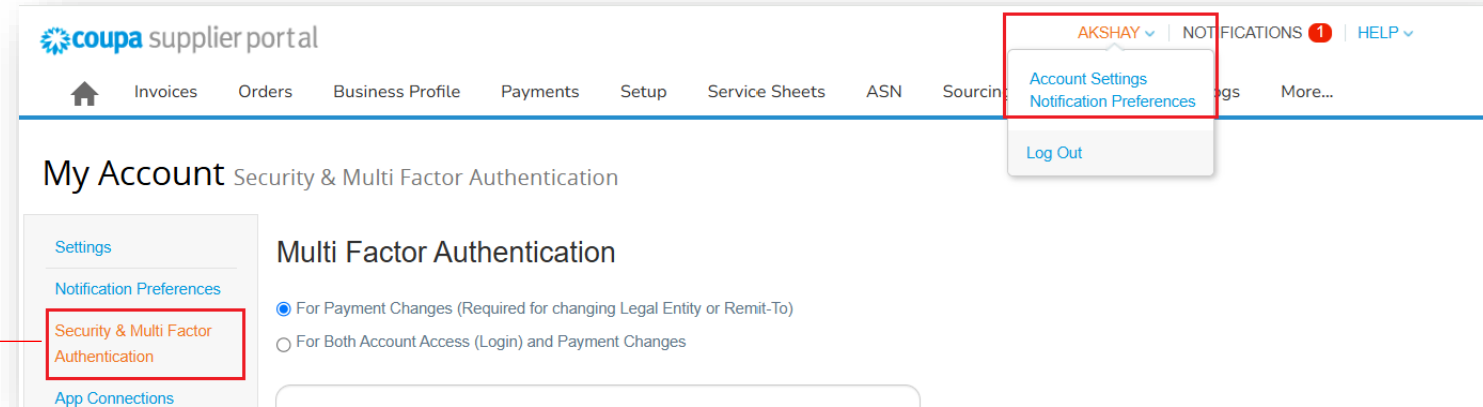 coupa supplier portal
AKSHAY NOTIFICATIONS 1 HELP
Account Settings
Notification Preferences
Log Out
Invoices Orders Business Profile Payments Setup Service Sheets ASN Sourcing More...
My Account Security & Multi Factor Authentication
Settings
Notification Preferences
Security & Multi Factor
Authentication
App Connections
Multi Factor Authentication
For Payment Changes (Required for changing Legal Entity or Remit-To)
For Both Account Access (Login) and Payment Changes